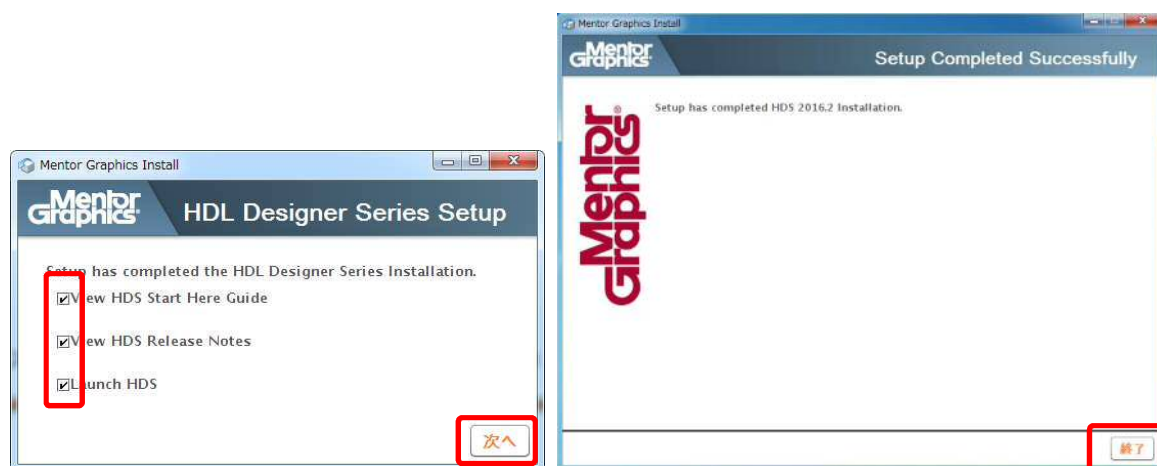 Mentor Graphics Install
Mentor
Graphics
HDL Designer Series Setup
Setup has completed the HDL Designer Series Installation.
View HDS Start Here Guide
View HDS Release Notes
Launch HDS
次へ
Mentor Graphics Install
Mentor
Graphics
Setup Completed Successfully
Mentor
Graphics®
Setup has completed HDS 2016.2 Installation.
終了